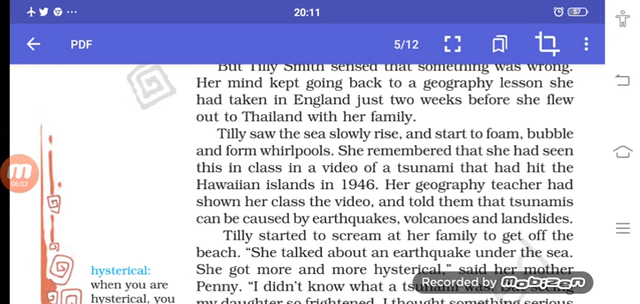 20:11
57
PDF
5/12
But Tilly Smith sensed that something was wrong.
Her mind kept going back to a geography lesson she
had taken in England just two weeks before she flew
out to Thailand with her family.
Tilly saw the sea slowly rise, and start to foam, bubble
and form whirlpools. She remembered that she had seen
this in class in a video of a tsunami that had hit the
Hawaiian islands in 1946. Her geography teacher had
shown her class the video, and told them that tsunamis
can be caused by earthquakes, volcanoes and landslides.
Tilly started to scream at her family to get off the
beach. “She talked about an earthquake under the sea.
She got more and more hysterical,” said her mother
Penny. “I didn’t know what a tsunami was. But seeing
my daughter so frightened, I thought something serious
hysterical:
when you are
hysterical, you
06:07
Recorded by mobizen